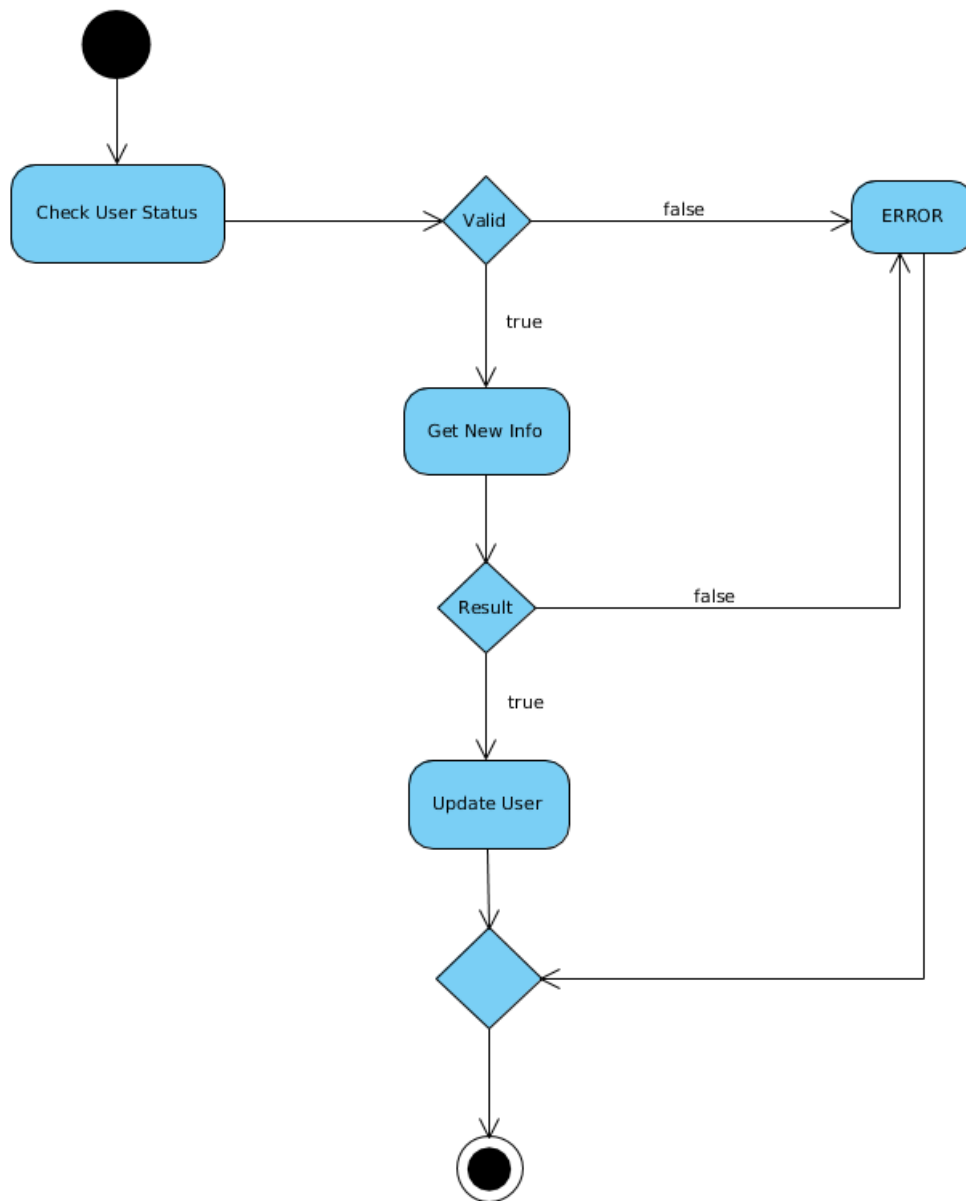 Check User Status
Valid
false
ERROR
true
Get New Info
Result
false
true
Update User